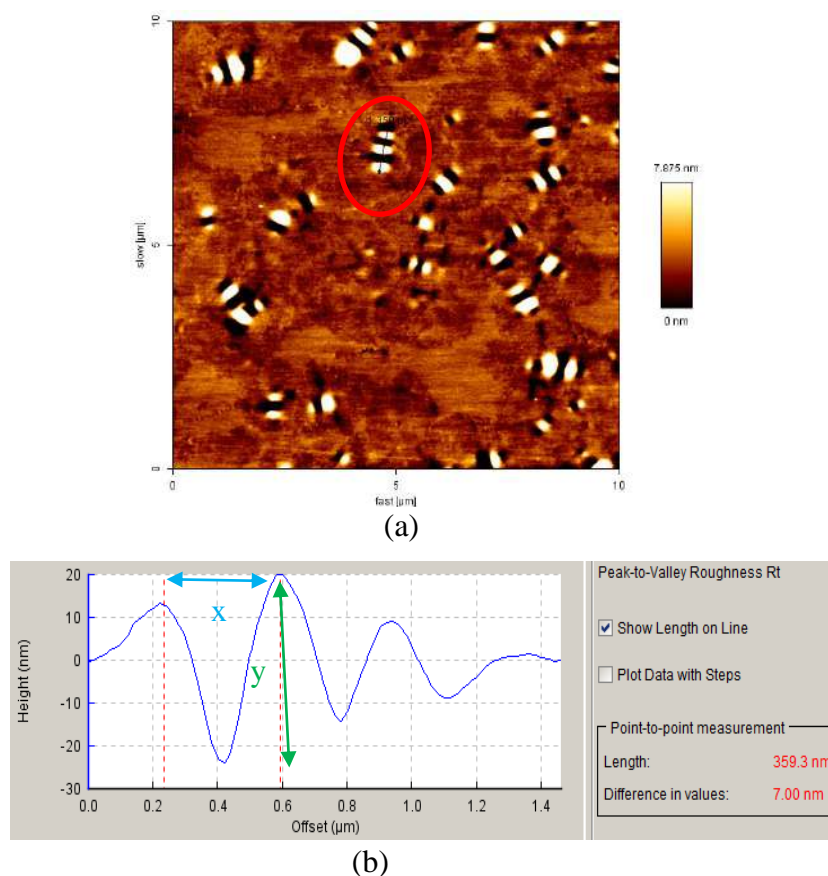 10
7.875 nm
slow [µm]
5
0 nm
0
0
5
10
fast [µm]
(a)
20
10
0
-10
-20
-30
Height (nm)
x
y
0.0
0.2
0.4
0.6
0.8
1.0
1.2
1.4
Offset (µm)
Peak-to-Valley Roughness Rt
Show Length on Line
Plot Data with Steps
Point-to-point measurement
Length: 359.3 nm
Difference in values: 7.00 nm
(b)